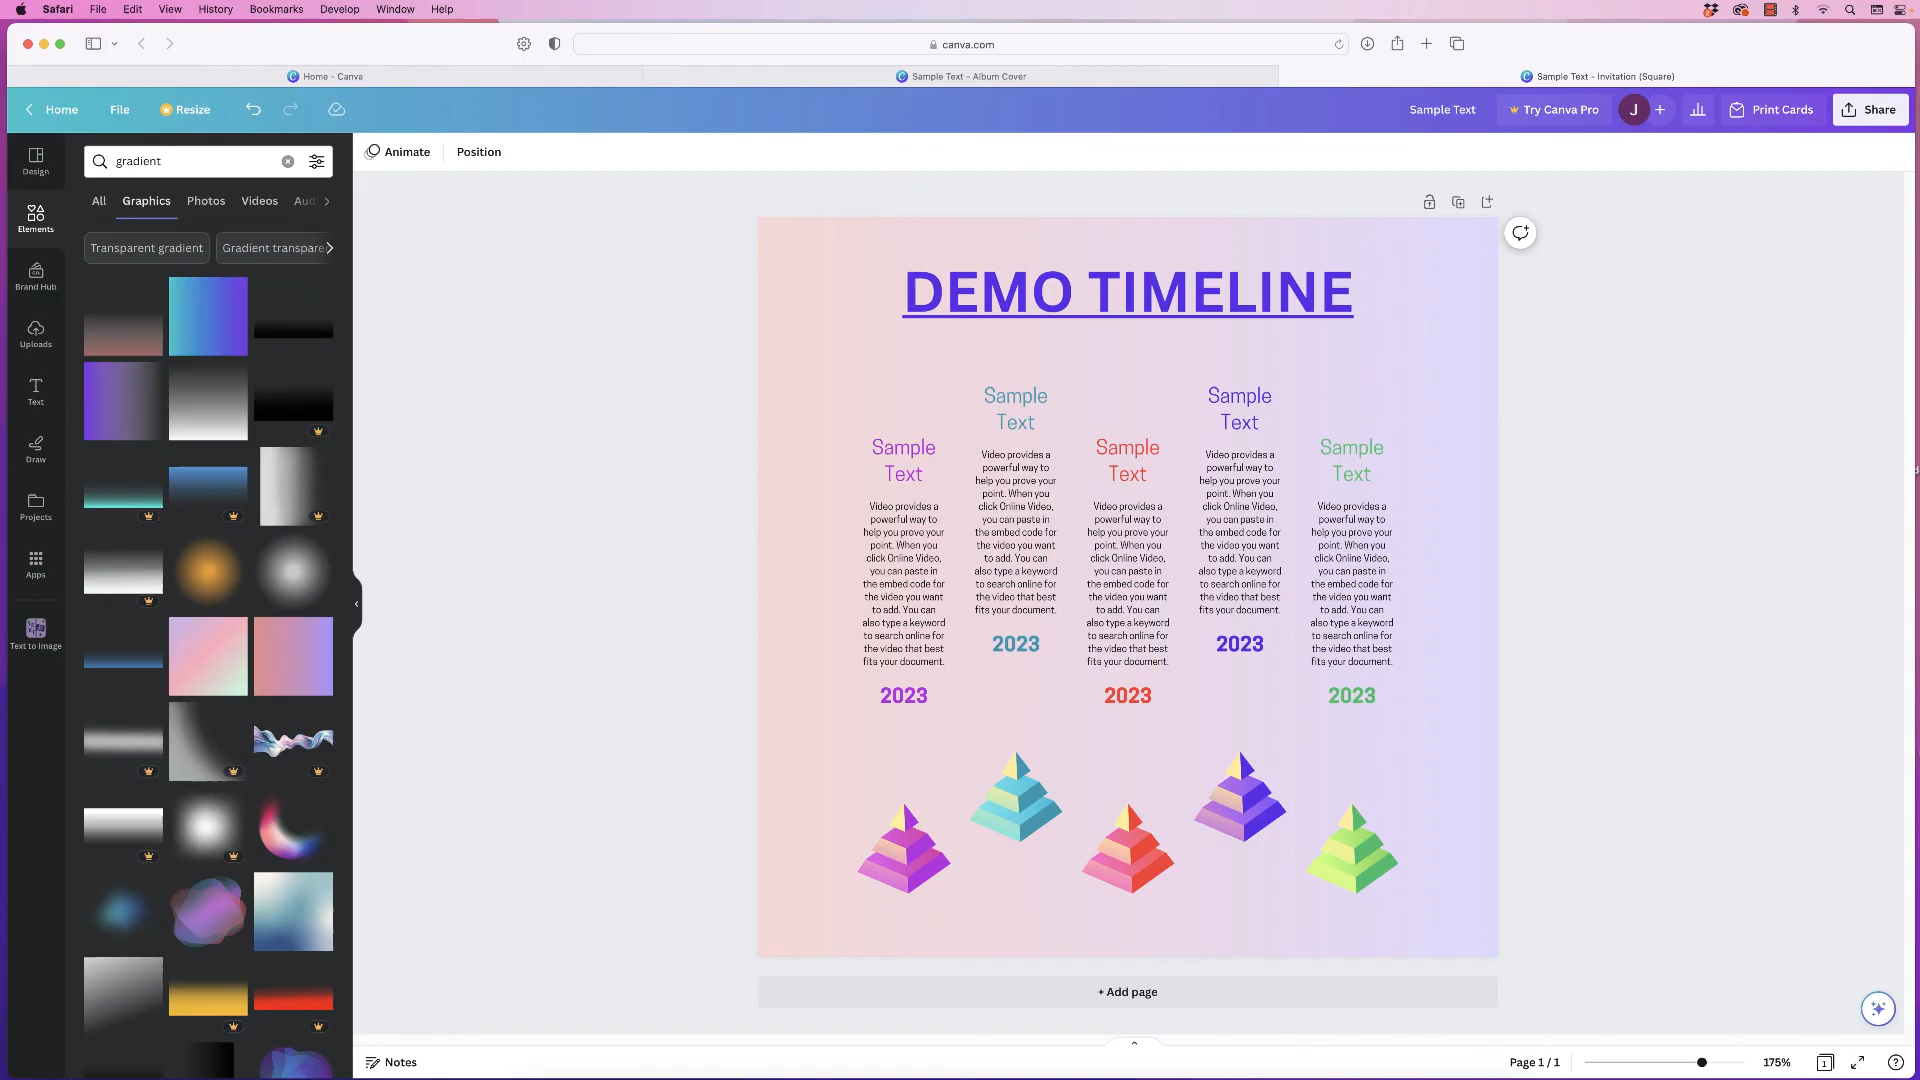 Safari File Edit View History Bookmarks Develop Window Help
canva.com
Home - Canva
Sample Text - Album Cover
Sample Text - Invitation (Square)
Home File Resize
Sample Text Try Canva Pro J + Print Cards Share
Design
Elements
Brand Hub
Uploads
Text
Draw
Projects
Apps
Text to Image
gradient
All Graphics Photos Videos Aud
Transparent gradient Gradient transpare
Animate Position
DEMO TIMELINE
Sample
Text
Video provides a
powerful way to
help you prove your
point. When you
click Online Video,
you can paste in
the embed code for
the video you want
to add. You can
also type a keyword
to search online for
the video that best
fits your document.
2023
Sample
Text
Video provides a
powerful way to
help you prove your
point. When you
click Online Video,
you can paste in
the embed code for
the video you want
to add. You can
also type a keyword
to search online for
the video that best
fits your document.
2023
Sample
Text
Video provides a
powerful way to
help you prove your
point. When you
click Online Video,
you can paste in
the embed code for
the video you want
to add. You can
also type a keyword
to search online for
the video that best
fits your document.
2023
Sample
Text
Video provides a
powerful way to
help you prove your
point. When you
click Online Video,
you can paste in
the embed code for
the video you want
to add. You can
also type a keyword
to search online for
the video that best
fits your document.
2023
Sample
Text
Video provides a
powerful way to
help you prove your
point. When you
click Online Video,
you can paste in
the embed code for
the video you want
to add. You can
also type a keyword
to search online for
the video that best
fits your document.
2023
+ Add page
Notes
Page 1 / 1 175% 1 ?